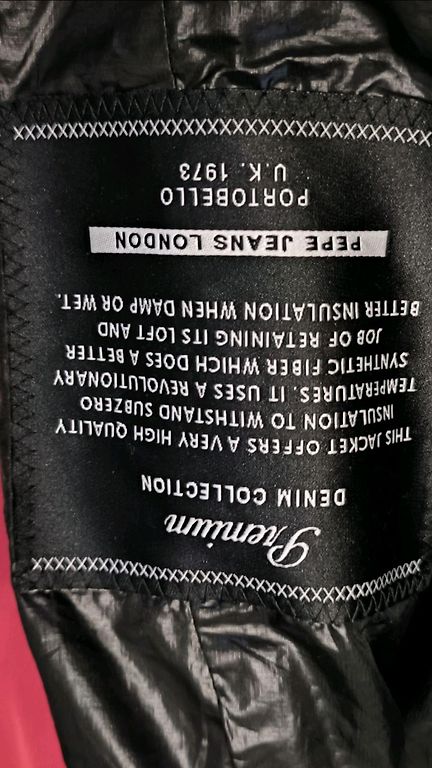 Premium
DENIM COLLECTION
THIS JACKET OFFERS A VERY HIGH QUALITY
INSULATION TO WITHSTAND SUBZERO
TEMPERATURES. IT USES A REVOLUTIONARY
SYNTHETIC FIBER WHICH DOES A BETTER
JOB OF RETAINING ITS LOFT AND
BETTER INSULATION WHEN DAMP OR WET.
PEPE JEANS LONDON
PORTOBELLO
U.K. 1973